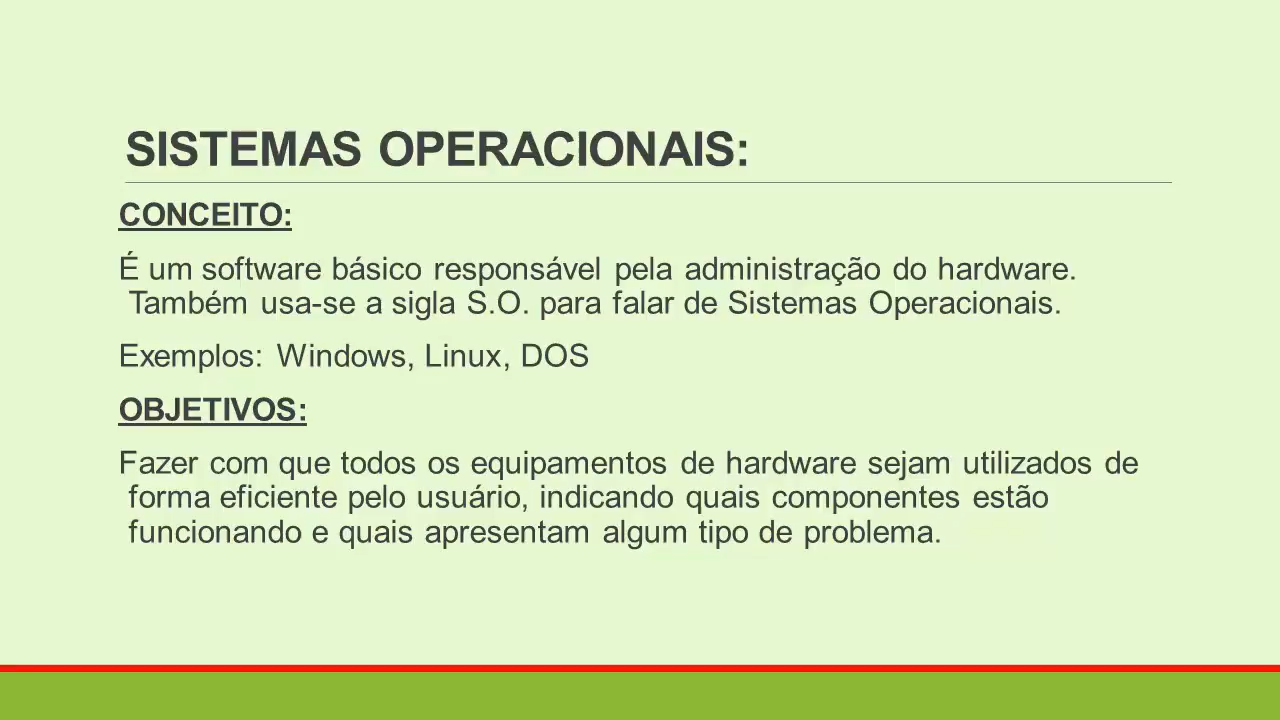 SISTEMAS OPERACIONAIS:
CONCEITO:
É um software básico responsável pela administração do hardware.
Também usa-se a sigla S.O. para falar de Sistemas Operacionais.
Exemplos: Windows, Linux, DOS
OBJETIVOS:
Fazer com que todos os equipamentos de hardware sejam utilizados de
forma eficiente pelo usuário, indicando quais componentes estão
funcionando e quais apresentam algum tipo de problema.